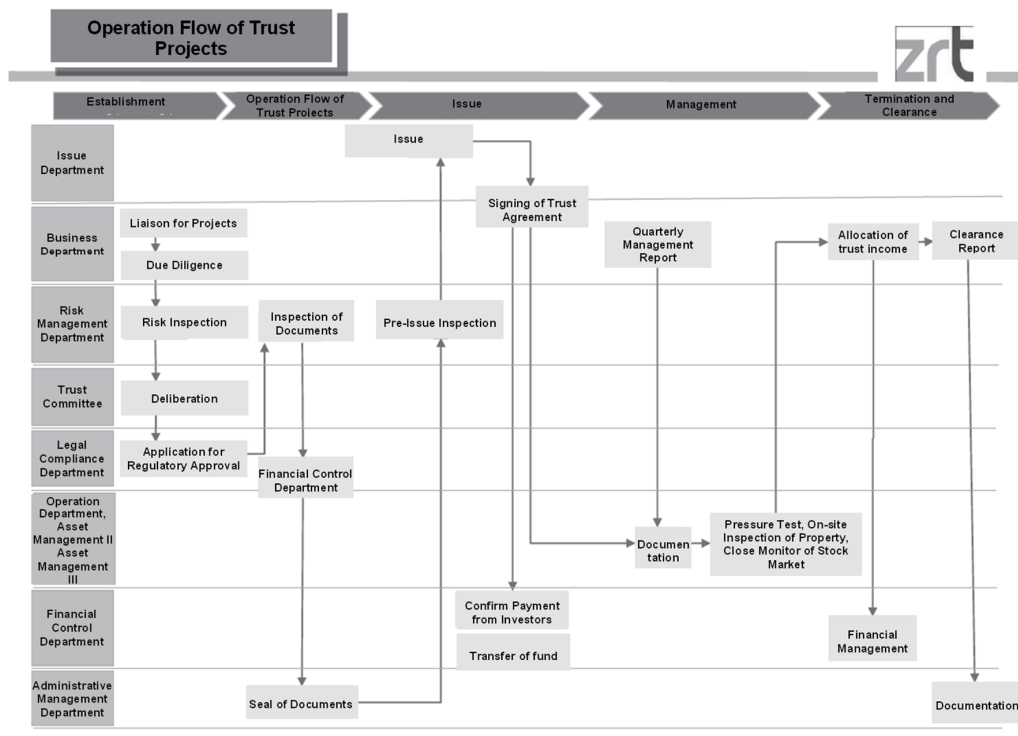 Operation Flow of Trust
Projects
zrt
Establishment
Operation Flow of
Trust Projects
Issue
Management
Termination and
Clearance
Issue
Department
Issue
Signing of Trust
Agreement
Business
Department
Liaison for Projects
Due Diligence
Quarterly
Management
Report
Allocation of
trust income
Clearance
Report
Risk
Management
Department
Risk Inspection
Inspection of
Documents
Pre-Issue Inspection
Trust
Committee
Deliberation
Legal
Compliance
Department
Application for
Regulatory Approval
Financial Control
Department
Operation
Department,
Asset
Management II
Asset
Management
III
Documen
tation
Pressure Test, On-site
Inspection of Property,
Close Monitor of Stock
Market
Financial
Control
Department
Confirm Payment
from Investors
Transfer of fund
Financial
Management
Administrative
Management
Department
Seal of Documents
Documentation